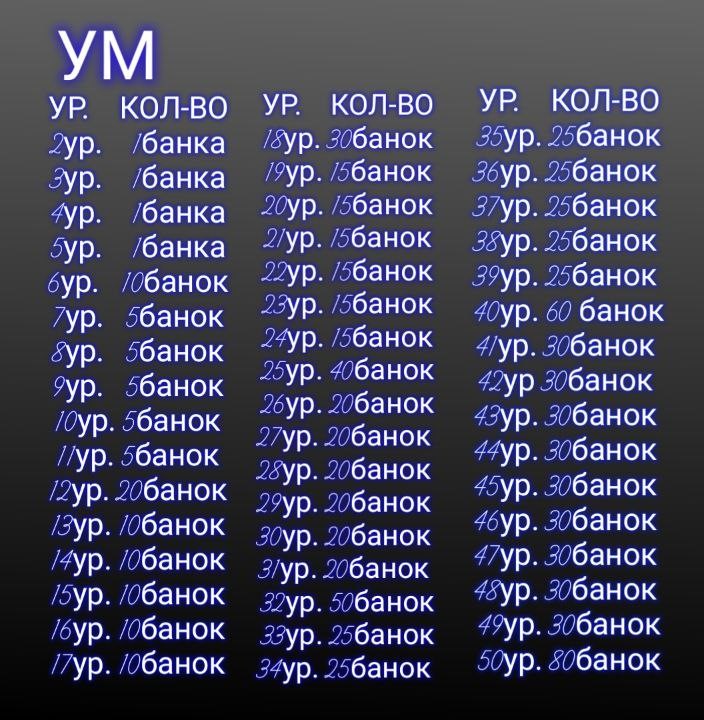 УМ
УР. КОЛ-ВО
2ур. 1банка
3ур. 1банка
4ур. 1банка
5ур. 1банка
6ур. 10банок
7ур. 5банок
8ур. 5банок
9ур. 5банок
10ур. 5банок
11ур. 5банок
12ур. 20банок
13ур. 10банок
14ур. 10банок
15ур. 10банок
16ур. 10банок
17ур. 10банок
УР. КОЛ-ВО
18ур. 30банок
19ур. 15банок
20ур. 15банок
21ур. 15банок
22ур. 15банок
23ур. 15банок
24ур. 15банок
25ур. 40банок
26ур. 20банок
27ур. 20банок
28ур. 20банок
29ур. 20банок
30ур. 20банок
31ур. 20банок
32ур. 50банок
33ур. 25банок
34ур. 25банок
УР. КОЛ-ВО
35ур. 25банок
36ур. 25банок
37ур. 25банок
38ур. 25банок
39ур. 25банок
40ур. 60 банок
41ур. 30банок
42ур 30банок
43ур. 30банок
44ур. 30банок
45ур. 30банок
46ур. 30банок
47ур. 30банок
48ур. 30банок
49ур. 30банок
50ур. 80банок